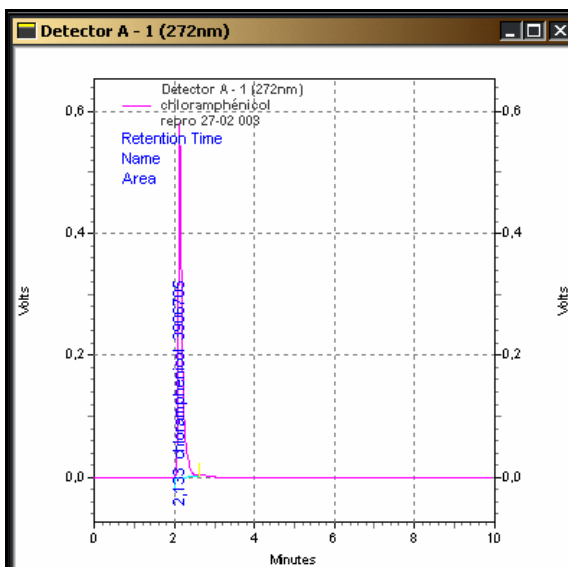 Detector A - 1 (272nm)
Detector A - 1 (272nm)
chloramphénicol
repro 27-02 003
Retention Time
Name
Area
0,6
0,4
0,2
0,0
Volts
0,6
0,4
0,2
0,0
Volts
2,133 chloramphenicol 3906705
0
2
4
6
8
10
Minutes